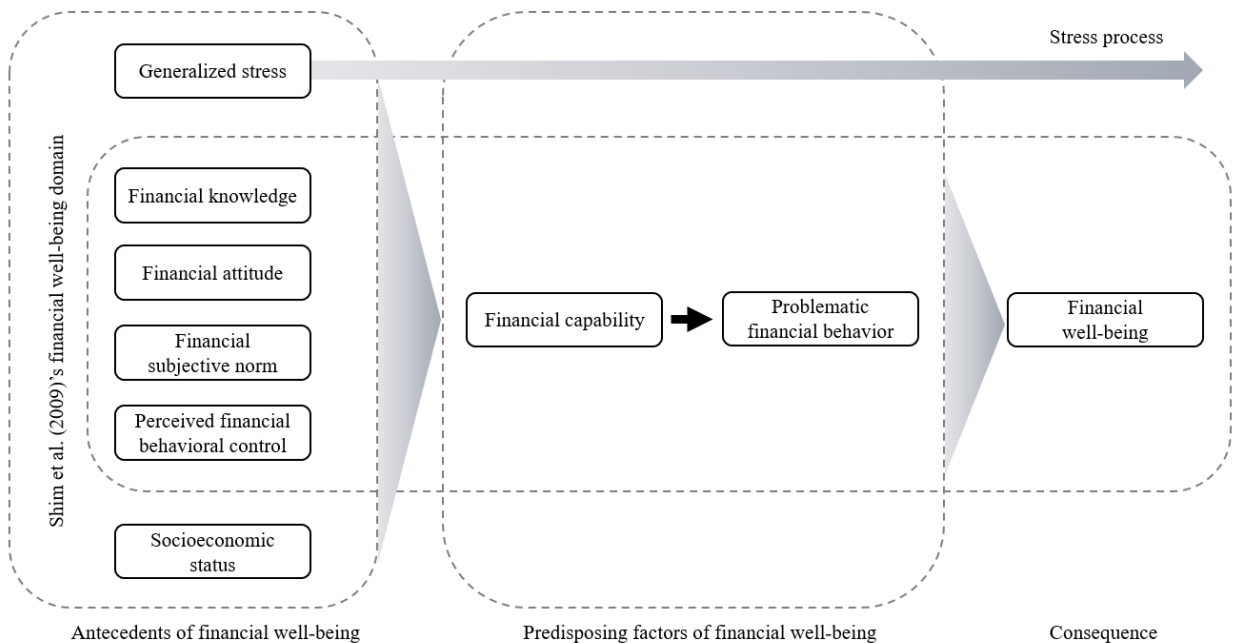 Stress process
Generalized stress
Shim et al. (2009)'s financial well-being domain
Financial knowledge
Financial attitude
Financial
subjective norm
Perceived financial
behavioral control
Socioeconomic
status
Financial capability
Problematic
financial behavior
Financial
well-being
Antecedents of financial well-being
Predisposing factors of financial well-being
Consequence